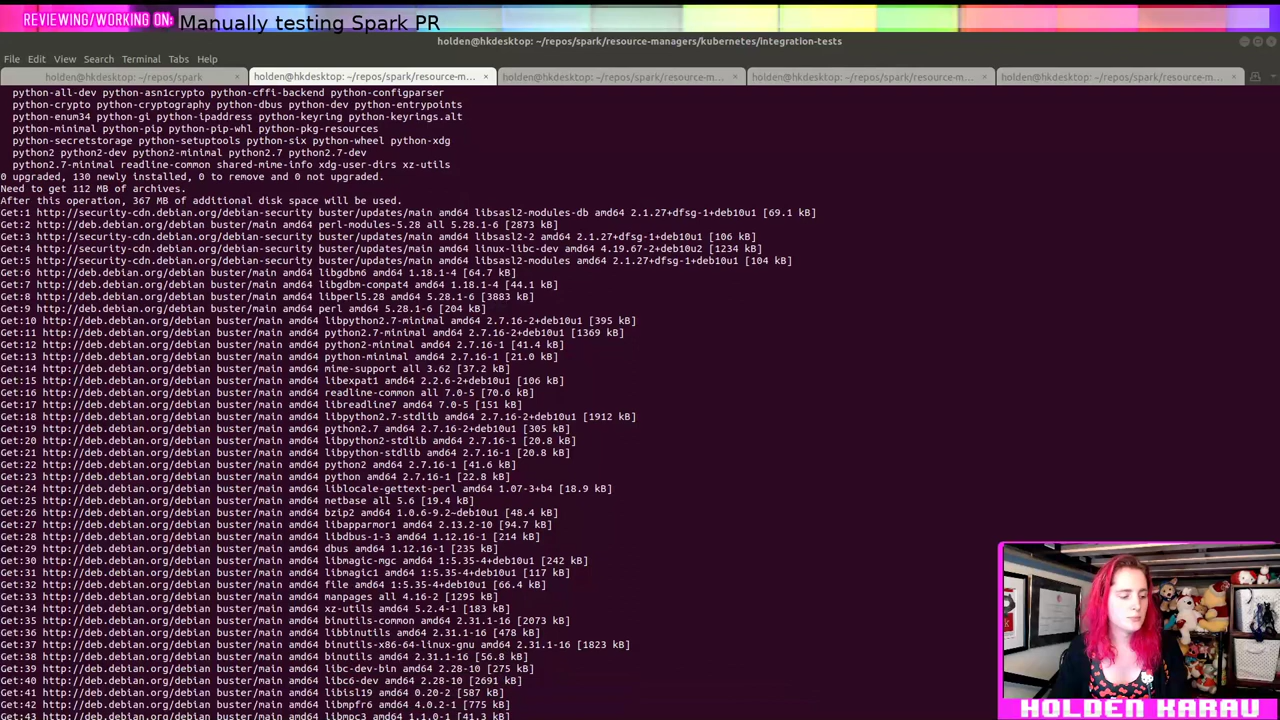 REVIEWING/WORKING ON: Manually testing Spark PR
holden@hkdesktop: ~/repos/spark/resource-managers/kubernetes/integration-tests
File Edit View Search Terminal Tabs Help
holden@hkdesktop: ~/repos/spark × holden@hkdesktop: ~/repos/spark/resource-m... × holden@hkdesktop: ~/repos/spark/resource-m... × holden@hkdesktop: ~/repos/spark/resource-m... × holden@hkdesktop: ~/repos/spark/resource-m... ×
python-all-dev python-asn1crypto python-cffi-backend python-configparser
python-crypto python-cryptography python-dbus python-dev python-entrypoints
python-enum34 python-gi python-ipaddress python-keyring python-keyrings.alt
python-minimal python-pip python-pip-whl python-pkg-resources
python-secretstorage python-setuptools python-six python-wheel python-xdg
python2 python2-dev python2-minimal python2.7 python2.7-dev
python2.7-minimal readline-common shared-mime-info xdg-user-dirs xz-utils
0 upgraded, 130 newly installed, 0 to remove and 0 not upgraded.
Need to get 112 MB of archives.
After this operation, 367 MB of additional disk space will be used.
Get:1 http://security-cdn.debian.org/debian-security buster/updates/main amd64 libsasl2-modules-db amd64 2.1.27+dfsg-1+deb10u1 [69.1 kB]
Get:2 http://deb.debian.org/debian buster/main amd64 perl-modules-5.28 all 5.28.1-6 [2873 kB]
Get:3 http://security-cdn.debian.org/debian-security buster/updates/main amd64 libsasl2-2 amd64 2.1.27+dfsg-1+deb10u1 [106 kB]
Get:4 http://security-cdn.debian.org/debian-security buster/updates/main amd64 linux-libc-dev amd64 4.19.67-2+deb10u2 [1234 kB]
Get:5 http://security-cdn.debian.org/debian-security buster/updates/main amd64 libsasl2-modules amd64 2.1.27+dfsg-1+deb10u1 [104 kB]
Get:6 http://deb.debian.org/debian buster/main amd64 libgdbm6 amd64 1.18.1-4 [64.7 kB]
Get:7 http://deb.debian.org/debian buster/main amd64 libgdbm-compat4 amd64 1.18.1-4 [44.1 kB]
Get:8 http://deb.debian.org/debian buster/main amd64 libperl5.28 amd64 5.28.1-6 [3883 kB]
Get:9 http://deb.debian.org/debian buster/main amd64 perl amd64 5.28.1-6 [204 kB]
Get:10 http://deb.debian.org/debian buster/main amd64 libpython2.7-minimal amd64 2.7.16-2+deb10u1 [395 kB]
Get:11 http://deb.debian.org/debian buster/main amd64 python2.7-minimal amd64 2.7.16-2+deb10u1 [1369 kB]
Get:12 http://deb.debian.org/debian buster/main amd64 python2-minimal amd64 2.7.16-1 [41.4 kB]
Get:13 http://deb.debian.org/debian buster/main amd64 python-minimal amd64 2.7.16-1 [21.0 kB]
Get:14 http://deb.debian.org/debian buster/main amd64 mime-support all 3.62 [37.2 kB]
Get:15 http://deb.debian.org/debian buster/main amd64 libexpat1 amd64 2.2.6-2+deb10u1 [106 kB]
Get:16 http://deb.debian.org/debian buster/main amd64 readline-common all 7.0-5 [70.6 kB]
Get:17 http://deb.debian.org/debian buster/main amd64 libreadline7 amd64 7.0-5 [151 kB]
Get:18 http://deb.debian.org/debian buster/main amd64 libpython2.7-stdlib amd64 2.7.16-2+deb10u1 [1912 kB]
Get:19 http://deb.debian.org/debian buster/main amd64 python2.7 amd64 2.7.16-2+deb10u1 [305 kB]
Get:20 http://deb.debian.org/debian buster/main amd64 libpython2-stdlib amd64 2.7.16-1 [20.8 kB]
Get:21 http://deb.debian.org/debian buster/main amd64 libpython-stdlib amd64 2.7.16-1 [20.8 kB]
Get:22 http://deb.debian.org/debian buster/main amd64 python2 amd64 2.7.16-1 [41.6 kB]
Get:23 http://deb.debian.org/debian buster/main amd64 python amd64 2.7.16-1 [22.8 kB]
Get:24 http://deb.debian.org/debian buster/main amd64 liblocale-gettext-perl amd64 1.07-3+b4 [18.9 kB]
Get:25 http://deb.debian.org/debian buster/main amd64 netbase all 5.6 [19.4 kB]
Get:26 http://deb.debian.org/debian buster/main amd64 bzip2 amd64 1.0.6-9.2~deb10u1 [48.4 kB]
Get:27 http://deb.debian.org/debian buster/main amd64 libapparmor1 amd64 2.13.2-10 [94.7 kB]
Get:28 http://deb.debian.org/debian buster/main amd64 libdbus-1-3 amd64 1.12.16-1 [214 kB]
Get:29 http://deb.debian.org/debian buster/main amd64 dbus amd64 1.12.16-1 [235 kB]
Get:30 http://deb.debian.org/debian buster/main amd64 libmagic-mgc amd64 1:5.35-4+deb10u1 [242 kB]
Get:31 http://deb.debian.org/debian buster/main amd64 libmagic1 amd64 1:5.35-4+deb10u1 [117 kB]
Get:32 http://deb.debian.org/debian buster/main amd64 file amd64 1:5.35-4+deb10u1 [66.4 kB]
Get:33 http://deb.debian.org/debian buster/main amd64 manpages all 4.16-2 [1295 kB]
Get:34 http://deb.debian.org/debian buster/main amd64 xz-utils amd64 5.2.4-1 [183 kB]
Get:35 http://deb.debian.org/debian buster/main amd64 binutils-common amd64 2.31.1-16 [2073 kB]
Get:36 http://deb.debian.org/debian buster/main amd64 libbinutils amd64 2.31.1-16 [478 kB]
Get:37 http://deb.debian.org/debian buster/main amd64 binutils-x86-64-linux-gnu amd64 2.31.1-16 [1823 kB]
Get:38 http://deb.debian.org/debian buster/main amd64 binutils amd64 2.31.1-16 [56.8 kB]
Get:39 http://deb.debian.org/debian buster/main amd64 libc-dev-bin amd64 2.28-10 [275 kB]
Get:40 http://deb.debian.org/debian buster/main amd64 libc6-dev amd64 2.28-10 [2691 kB]
Get:41 http://deb.debian.org/debian buster/main amd64 libisl19 amd64 0.20-2 [587 kB]
Get:42 http://deb.debian.org/debian buster/main amd64 libmpfr6 amd64 4.0.2-1 [775 kB]
Get:43 http://deb.debian.org/debian buster/main amd64 libmpc3 amd64 1.1.0-1 [41.3 kB]
HOLDEN KARAU